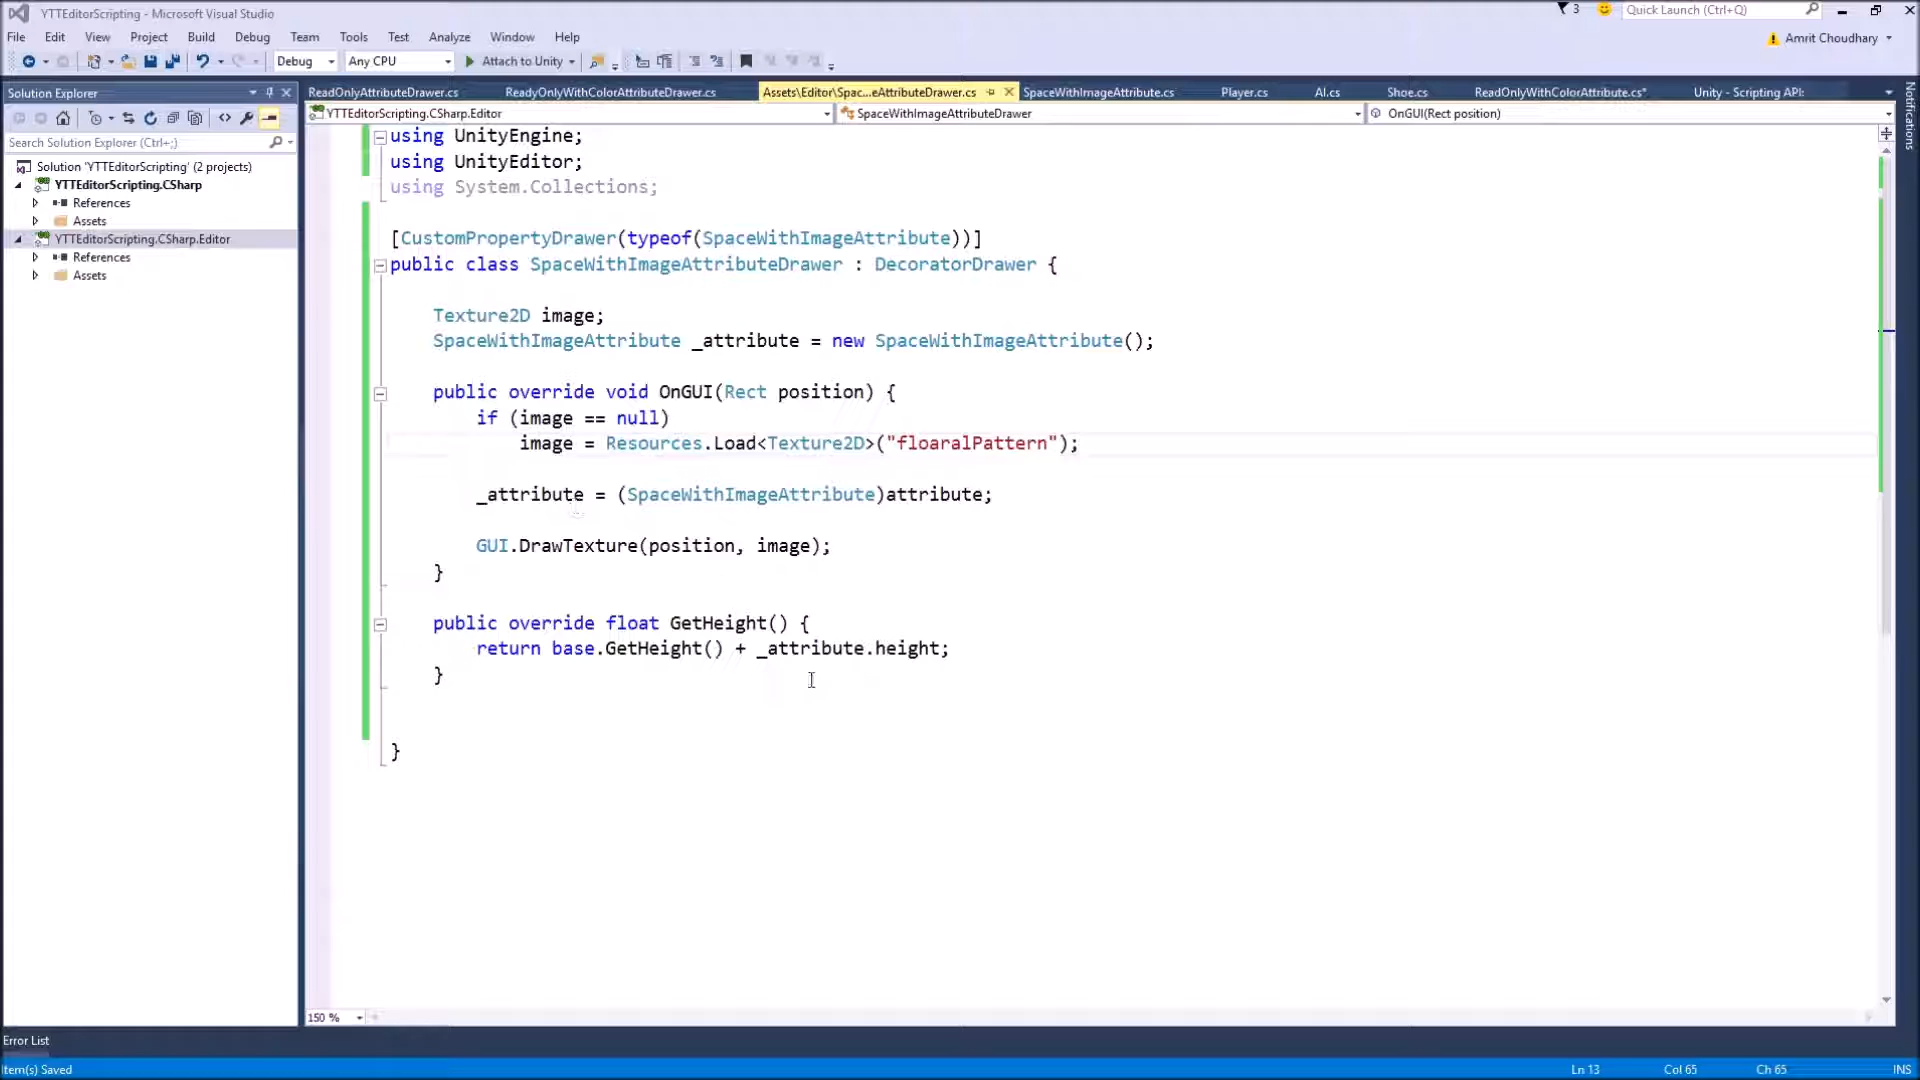 YTTEditorScripting - Microsoft Visual Studio
3
Quick Launch (Ctrl+Q)
File Edit View Project Build Debug Team Tools Test Analyze Window Help
Amrit Choudhary
Debug Any CPU Attach to Unity
Solution Explorer
ReadOnlyAttributeDrawer.cs ReadyOnlyWithColorAttributeDrawer.cs Assets\Editor\Spac...eAttributeDrawer.cs SpaceWithImageAttribute.cs Player.cs AI.cs Shoe.cs ReadOnlyWithColorAttribute.cs* Unity - Scripting API:
Notifications
YTTEditorScripting.CSharp.Editor SpaceWithImageAttributeDrawer OnGUI(Rect position)
Search Solution Explorer (Ctrl+;)
Solution 'YTTEditorScripting' (2 projects)
YTTEditorScripting.CSharp
References
Assets
YTTEditorScripting.CSharp.Editor
References
Assets
using UnityEngine;
using UnityEditor;
using System.Collections;
[CustomPropertyDrawer(typeof(SpaceWithImageAttribute))]
public class SpaceWithImageAttributeDrawer : DecoratorDrawer {
Texture2D image;
SpaceWithImageAttribute _attribute = new SpaceWithImageAttribute();
public override void OnGUI(Rect position) {
if (image == null)
image = Resources.Load<Texture2D>("floaralPattern");
_attribute = (SpaceWithImageAttribute)attribute;
GUI.DrawTexture(position, image);
}
public override float GetHeight() {
return base.GetHeight() + _attribute.height;
}
}
150 %
Error List
Item(s) Saved Ln 13 Col 65 Ch 65 INS